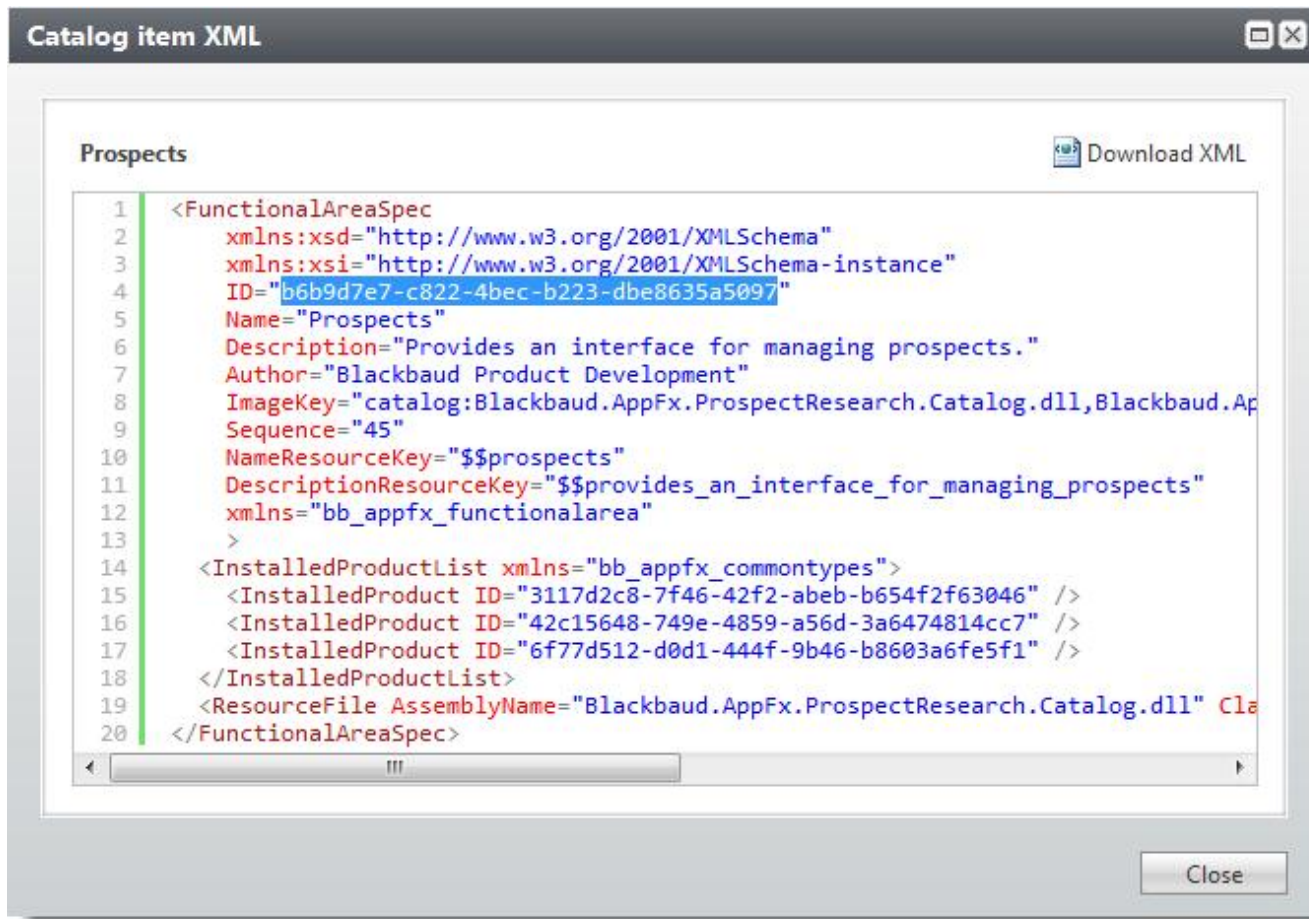 Catalog item XML
Prospects
Download XML
1 <FunctionalAreaSpec
2 xmlns:xsd="http://www.w3.org/2001/XMLSchema"
3 xmlns:xsi="http://www.w3.org/2001/XMLSchema-instance"
4 ID="b6b9d7e7-c822-4bec-b223-dbe8635a5097"
5 Name="Prospects"
6 Description="Provides an interface for managing prospects."
7 Author="Blackbaud Product Development"
8 ImageKey="catalog:Blackbaud.AppFx.ProspectResearch.Catalog.dll,Blackbaud.Ap
9 Sequence="45"
10 NameResourceKey="$$prospects"
11 DescriptionResourceKey="$$provides_an_interface_for_managing_prospects"
12 xmlns="bb_appfx_functionalarea"
13 >
14 <InstalledProductList xmlns="bb_appfx_commontypes">
15 <InstalledProduct ID="3117d2c8-7f46-42f2-abeb-b654f2f63046" />
16 <InstalledProduct ID="42c15648-749e-4859-a56d-3a6474814cc7" />
17 <InstalledProduct ID="6f77d512-d0d1-444f-9b46-b8603a6fe5f1" />
18 </InstalledProductList>
19 <ResourceFile AssemblyName="Blackbaud.AppFx.ProspectResearch.Catalog.dll" Cla
20 </FunctionalAreaSpec>
Close